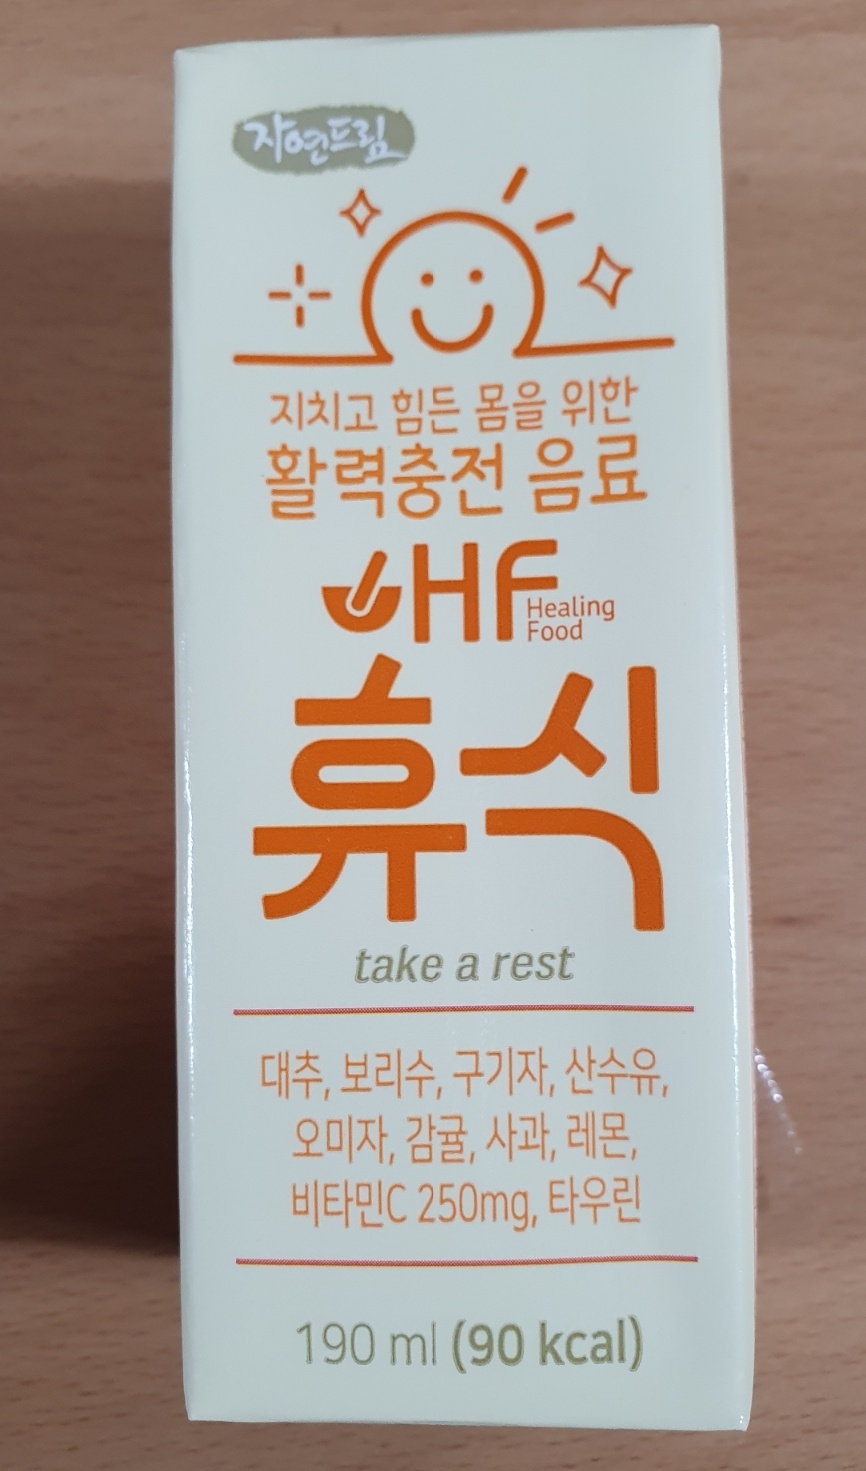 자연드림
지치고 힘든 몸을 위한
활력충전 음료
HF
Healing
Food
휴식
take a rest
대추, 보리수, 구기자, 산수유,
오미자, 감귤, 사과, 레몬,
비타민C 250mg, 타우린
190 ml (90 kcal)